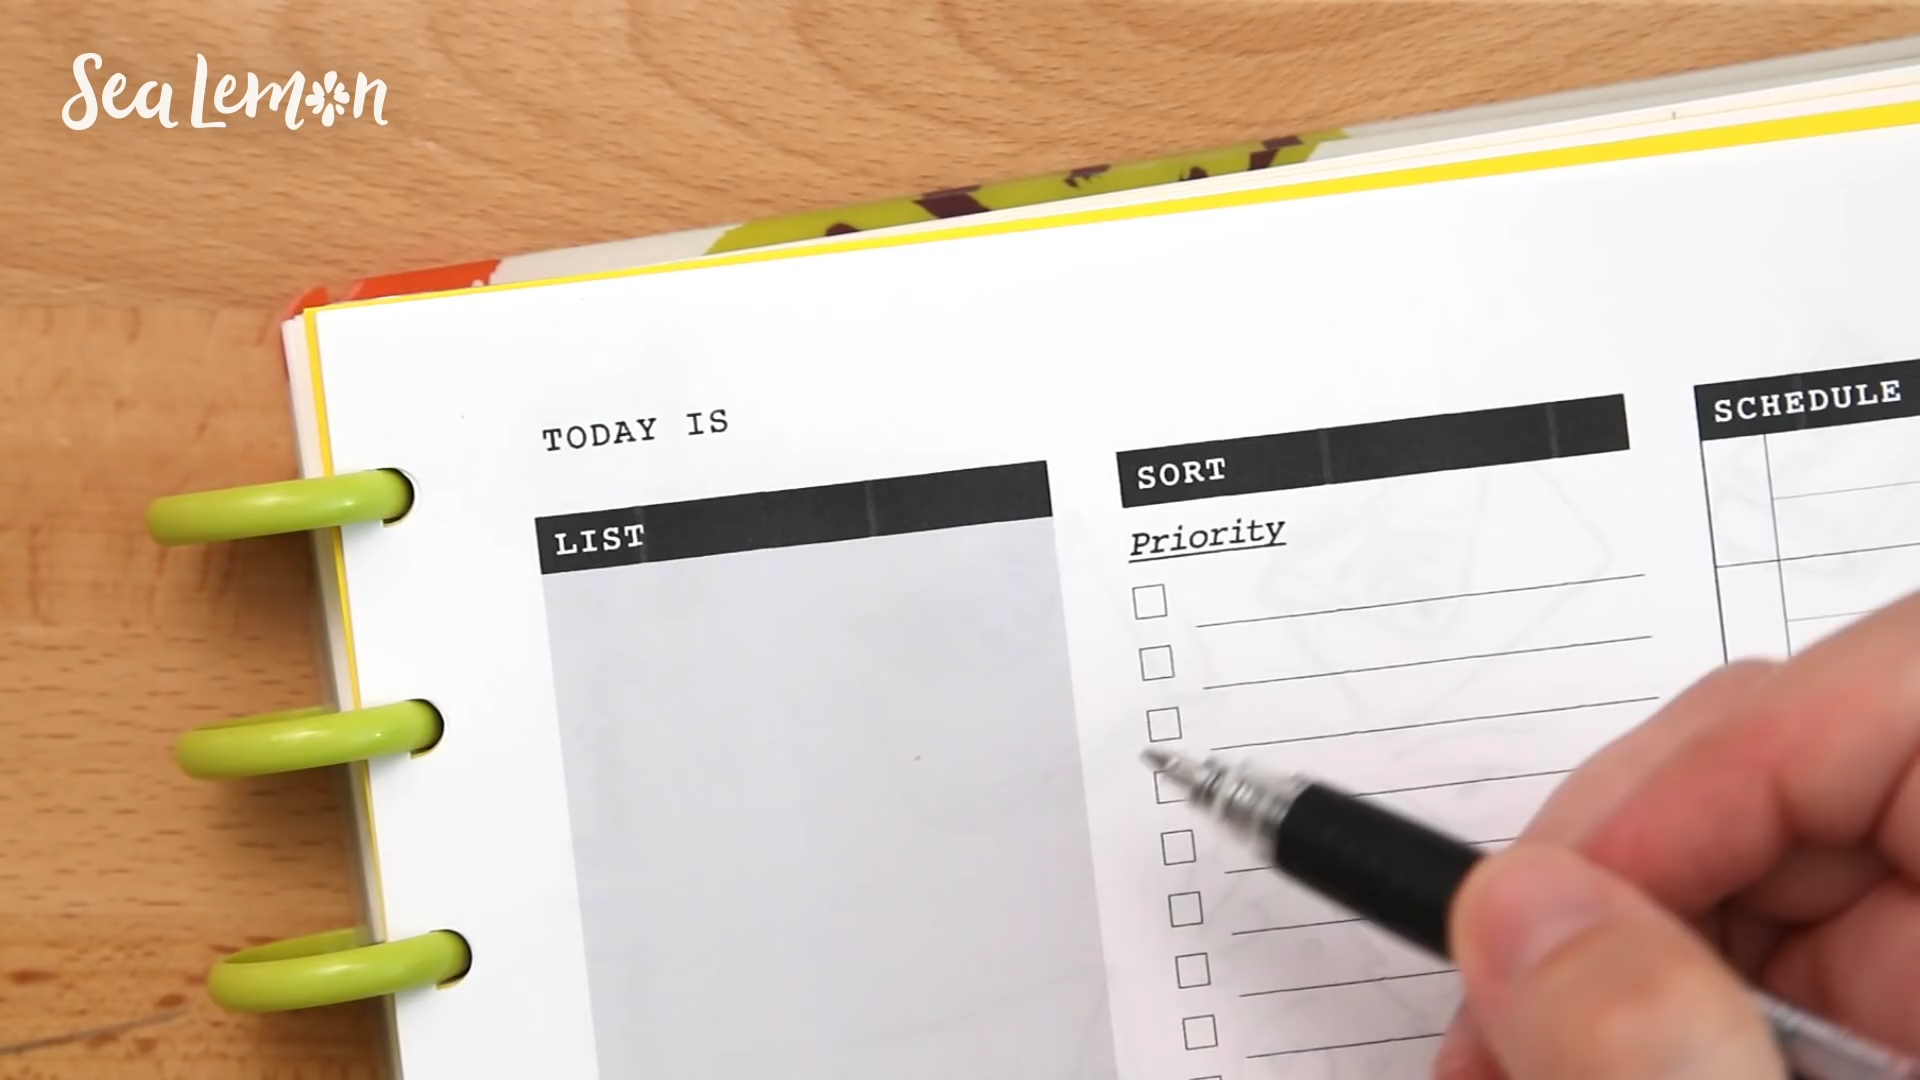 Sea Lemon
TODAY IS
LIST
SORT
Priority
SCHEDULE